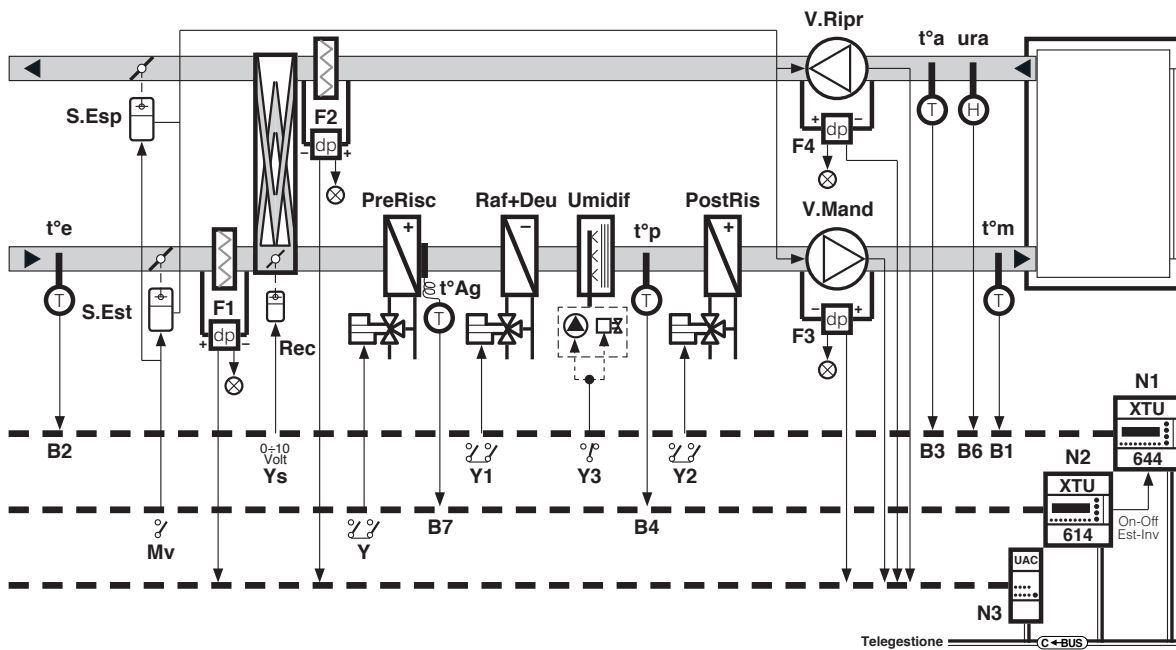 V.Ripr
t°a ura
S.Esp
F2
T H
+ −
dp
F4
− dp +
PreRisc Raf+Deu Umidif PostRis V.Mand
t°e
+ − t°p + t°m
T
S.Est
F1
t°Ag
T T T
− +
dp
F3
+ dp −
Rec
N1
XTU
644
B2
0÷10
Volt
Ys
Y1 Y3 Y2
B3 B6 B1
N2
XTU
614
On-Off
Est-Inv
Mv Y B7 B4
UAC
N3
Telegestione C BUS